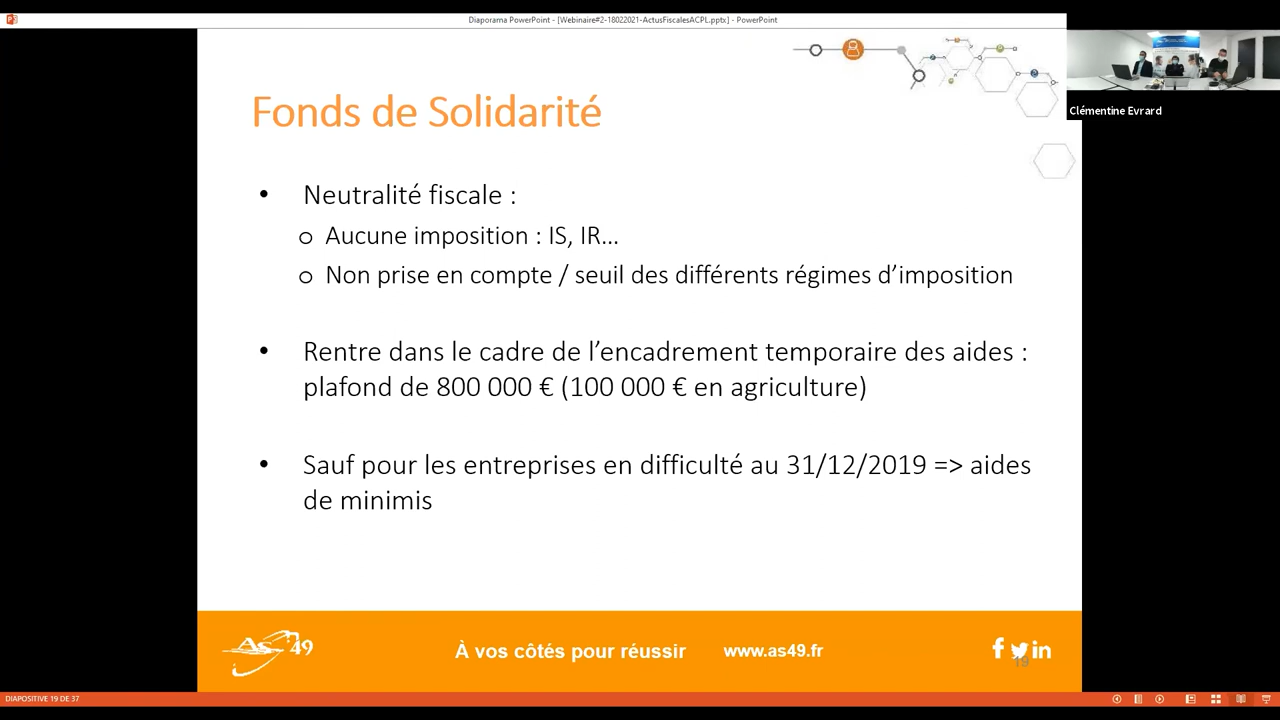 Diaporama PowerPoint - [Webinaire#2-18022021-ActusFiscalesACPL.pptx] - PowerPoint
Clémentine Evrard
Fonds de Solidarité
• Neutralité fiscale :
o Aucune imposition : IS, IR...
o Non prise en compte / seuil des différents régimes d'imposition
• Rentre dans le cadre de l'encadrement temporaire des aides :
plafond de 800 000 € (100 000 € en agriculture)
• Sauf pour les entreprises en difficulté au 31/12/2019 => aides
de minimis
As 49
À vos côtés pour réussir
www.as49.fr
19
DIAPOSITIVE 19 DE 37